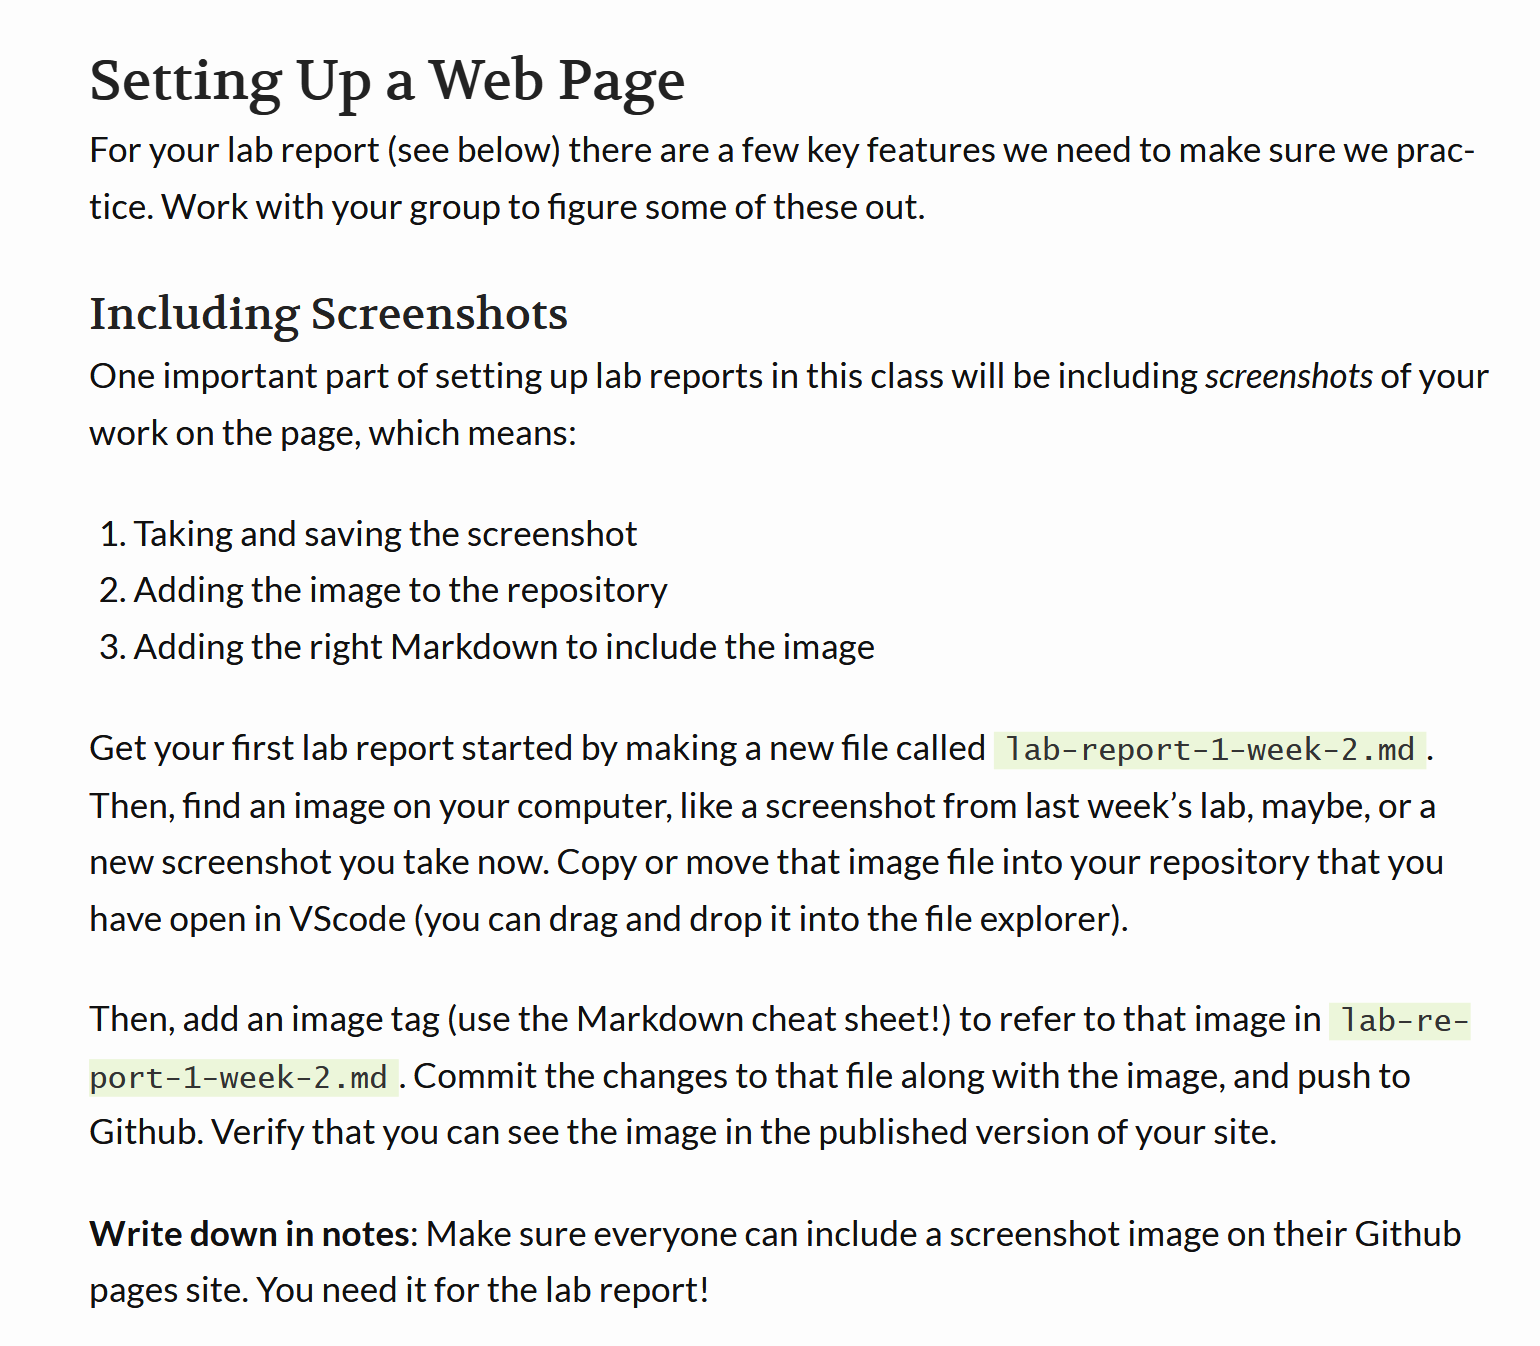 Setting Up a Web Page
For your lab report (see below) there are a few key features we need to make sure we prac-
tice. Work with your group to figure some of these out.
Including Screenshots
One important part of setting up lab reports in this class will be including screenshots of your
work on the page, which means:
1. Taking and saving the screenshot
2. Adding the image to the repository
3. Adding the right Markdown to include the image
Get your first lab report started by making a new file called lab-report-1-week-2.md.
Then, find an image on your computer, like a screenshot from last week’s lab, maybe, or a
new screenshot you take now. Copy or move that image file into your repository that you
have open in VScode (you can drag and drop it into the file explorer).
Then, add an image tag (use the Markdown cheat sheet!) to refer to that image in lab-re-
port-1-week-2.md. Commit the changes to that file along with the image, and push to
Github. Verify that you can see the image in the published version of your site.
Write down in notes: Make sure everyone can include a screenshot image on their Github
pages site. You need it for the lab report!